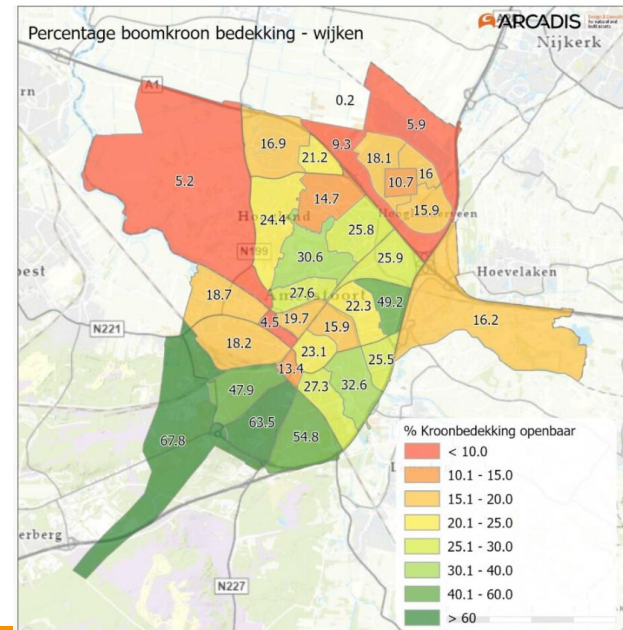 Percentage boomkroon bedekking - wijken
ARCADIS
Nijkerk
A1
0.2
5.9
9.3
16.9
21.2
18.1
16
10.7
5.2
14.7
15.9
24.4
25.8
N199
30.6
25.9
Hoevelaken
27.6
18.7
49.2
22.3
4.5
19.7
15.9
16.2
N221
18.2
23.1
25.5
13.4
47.9
27.3
32.6
63.5
67.8
54.8
% Kroonbedekking openbaar
< 10.0
10.1 - 15.0
15.1 - 20.0
20.1 - 25.0
25.1 - 30.0
30.1 - 40.0
40.1 - 60.0
> 60
erberg
N227